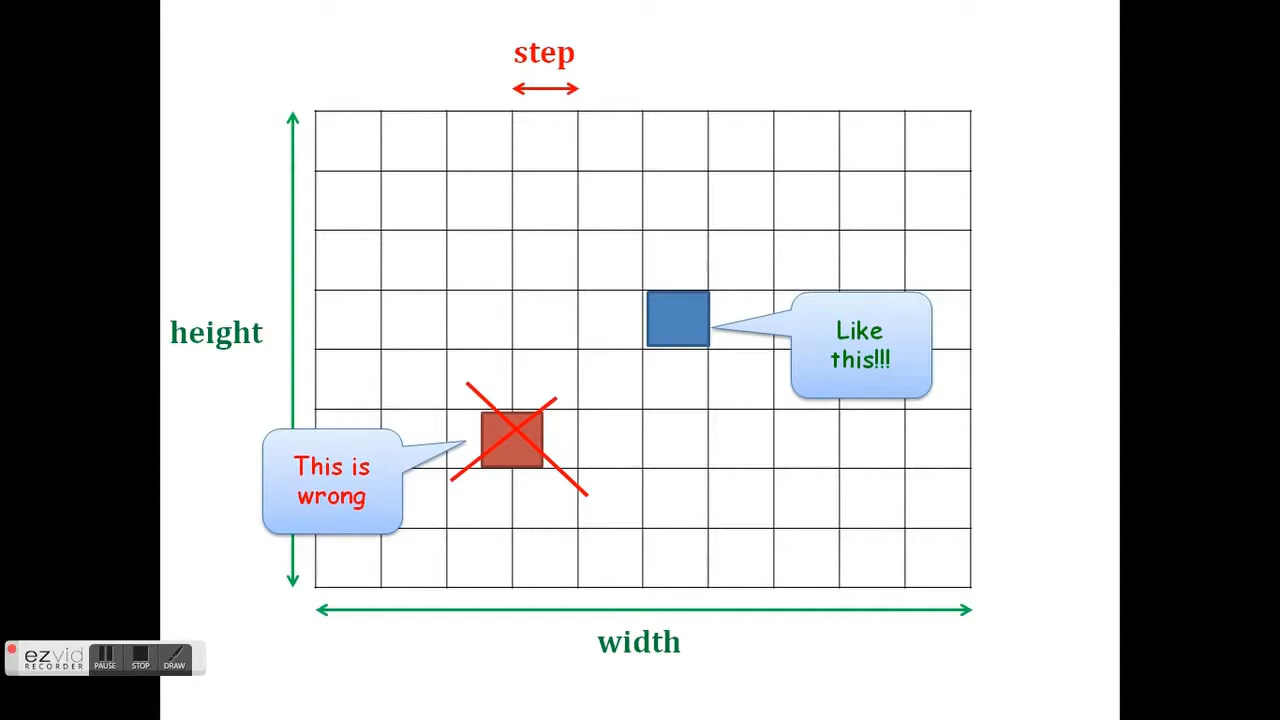 step
height
Like
this!!!
This is
wrong
width
ezvid
RECORDER
PAUSE
STOP
DRAW